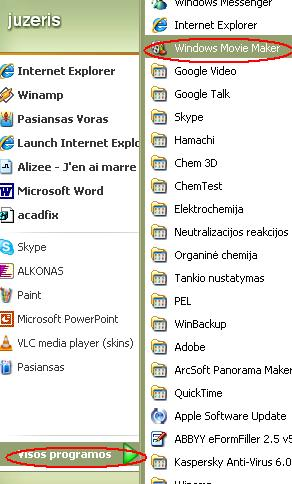 juzeris
Internet Explorer
Winamp
Pasiansas Voras
Launch Internet Explo
Alizee - J'en ai marre
Microsoft Word
acadfix
Skype
ALKONAS
Paint
Microsoft PowerPoint
VLC media player (skins)
Pasiansas
Visos programos
Windows Messenger
Internet Explorer
Windows Movie Maker
Google Video
Google Talk
Skype
Hamachi
Chem 3D
ChemTest
Elektrochemija
Neutralizacijos reakcijos
Organinė chemija
Tankio nustatymas
PEL
WinBackup
Adobe
ArcSoft Panorama Maker
QuickTime
Apple Software Update
ABBYY eFormFiller 2.5 v5
Kaspersky Anti-Virus 6.0